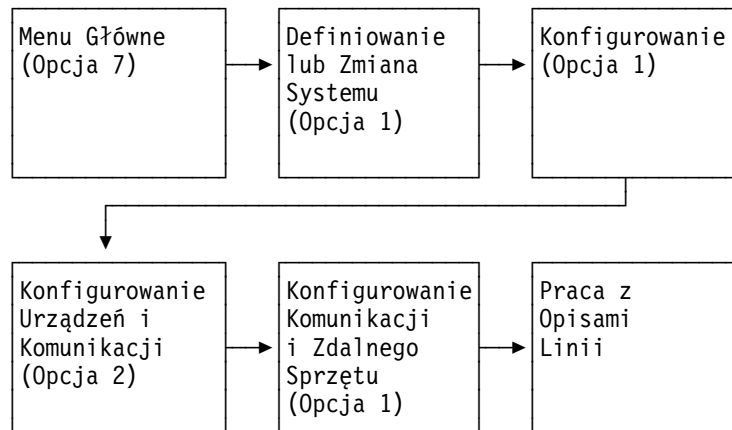 Menu Główne
(Opcja 7)
Definiowanie
lub Zmiana
Systemu
(Opcja 1)
Konfigurowanie
(Opcja 1)
Konfigurowanie
Urządzeń i
Komunikacji
(Opcja 2)
Konfigurowanie
Komunikacji
i Zdalnego
Sprzętu
(Opcja 1)
Praca z
Opisami
Linii